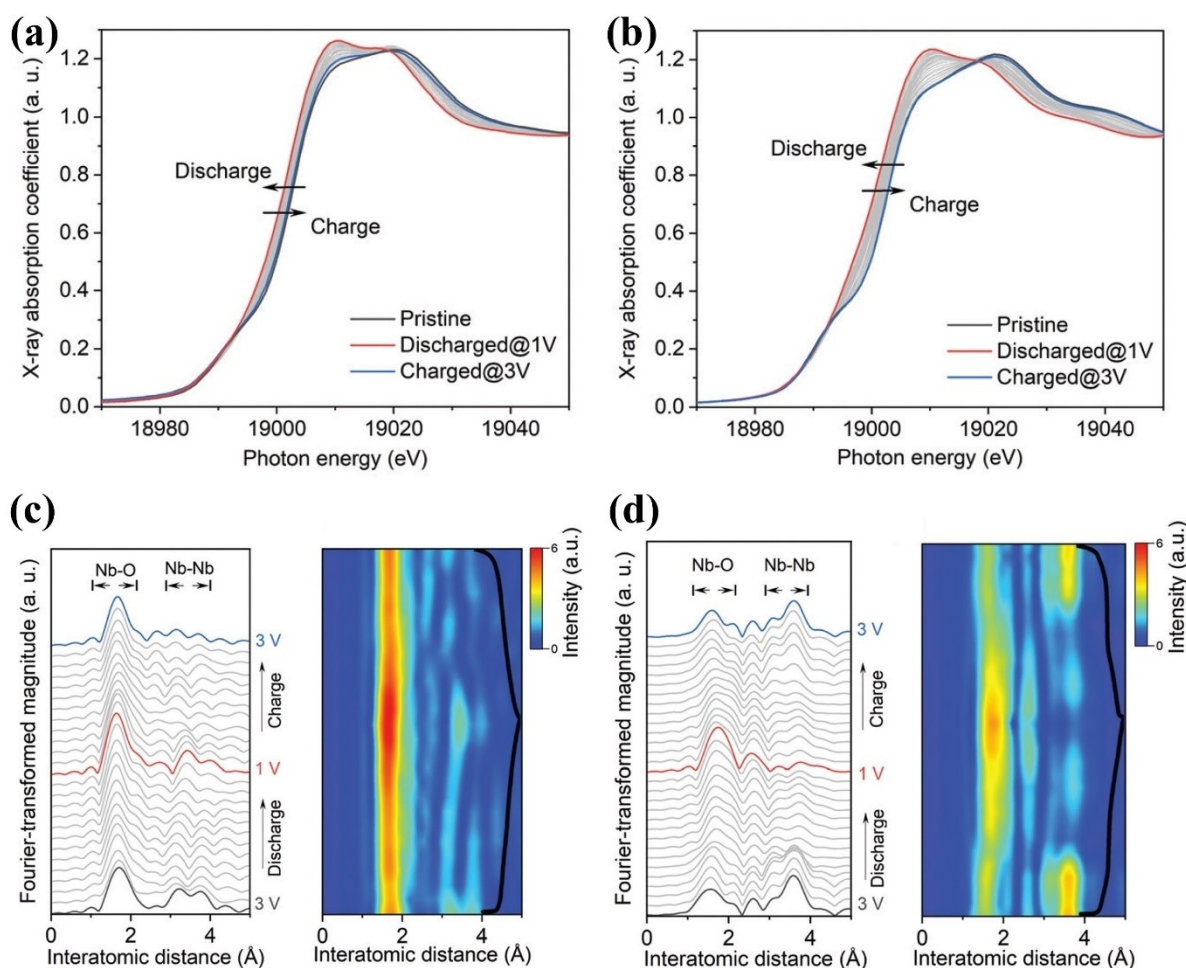 (a)
X-ray absorption coefficient (a. u.)
1.2
1.0
0.8
0.6
0.4
0.2
0.0
Discharge
Charge
Pristine
Discharged@1V
Charged@3V
18980 19000 19020 19040
Photon energy (eV)
(b)
X-ray absorption coefficient (a. u.)
1.2
1.0
0.8
0.6
0.4
0.2
0.0
Discharge
Charge
Pristine
Discharged@1V
Charged@3V
18980 19000 19020 19040
Photon energy (eV)
(c)
Fourier-transformed magnitude (a. u.)
Nb-O Nb-Nb
3 V
Charge
1 V
Discharge
3 V
0 2 4
Interatomic distance (Å)
6
0
Intensity (a.u.)
0 2 4
Interatomic distance (Å)
(d)
Fourier-transformed magnitude (a. u.)
Nb-O Nb-Nb
3 V
Charge
1 V
Discharge
3 V
0 2 4
Interatomic distance (Å)
6
0
Intensity (a.u.)
0 2 4
Interatomic distance (Å)